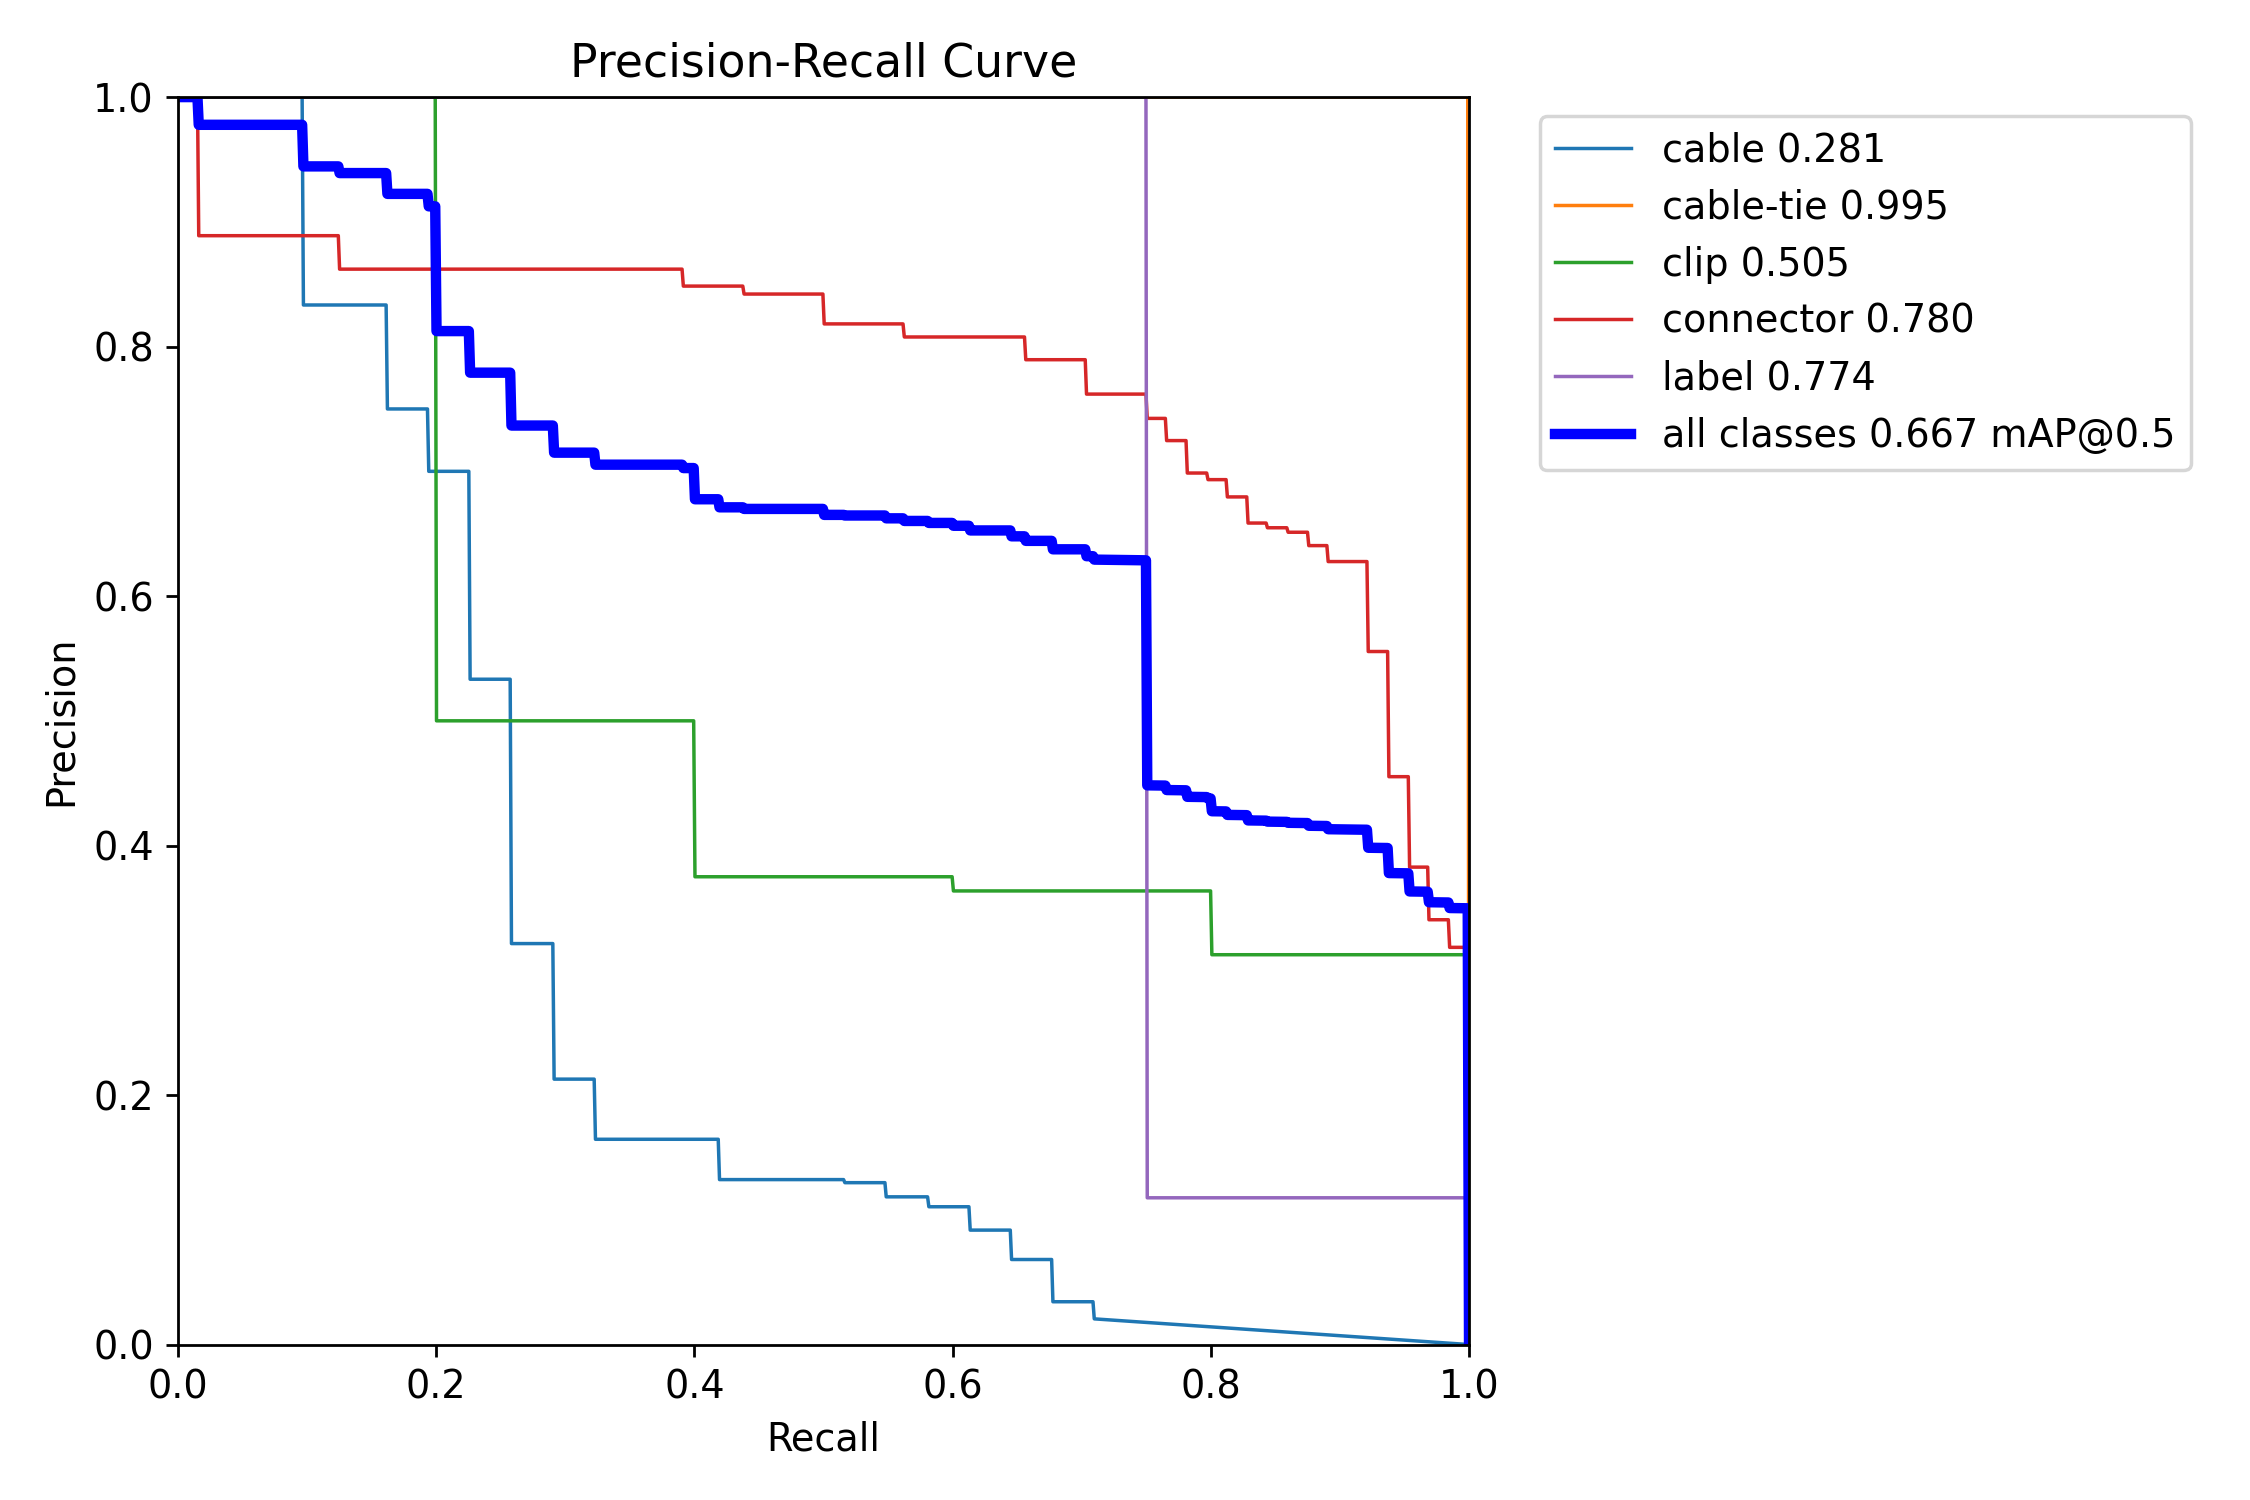 Precision-Recall Curve
1.0
0.8
0.6
0.4
0.2
0.0
Precision
0.0 0.2 0.4 0.6 0.8 1.0
Recall
cable 0.281
cable-tie 0.995
clip 0.505
connector 0.780
label 0.774
all classes 0.667 mAP@0.5